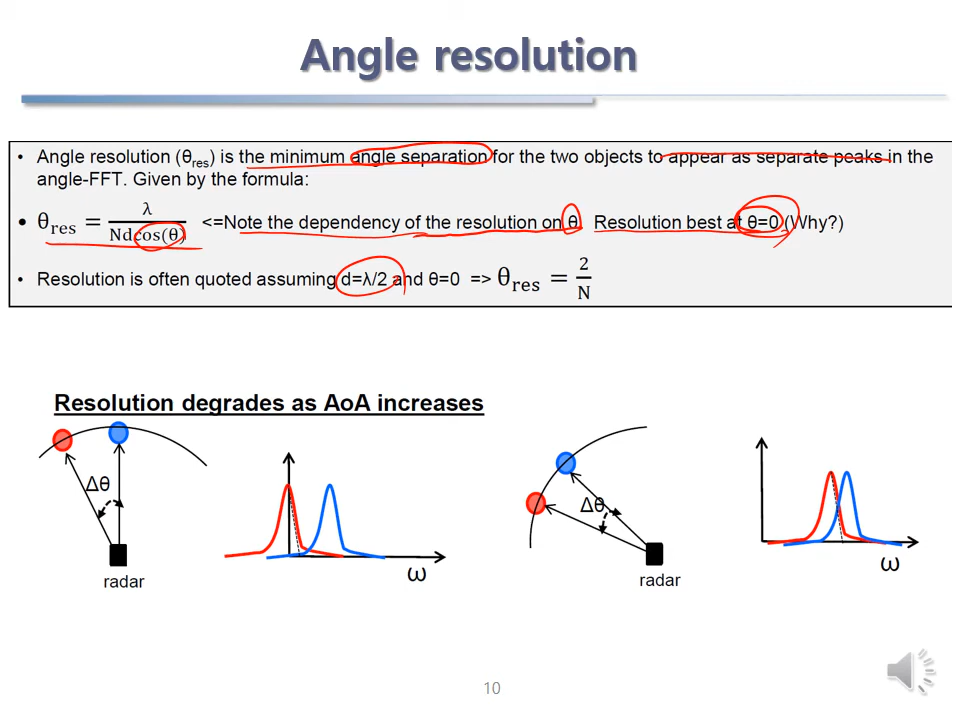 Angle resolution
• Angle resolution (θres) is the minimum angle separation for the two objects to appear as separate peaks in the
angle-FFT. Given by the formula:
• θres = λ / Ndcos(θ) <=Note the dependency of the resolution on θ. Resolution best at θ=0 (Why?)
• Resolution is often quoted assuming d=λ/2 and θ=0 => θres = 2/N
Resolution degrades as AoA increases
Δθ
radar
ω
Δθ
radar
ω
10